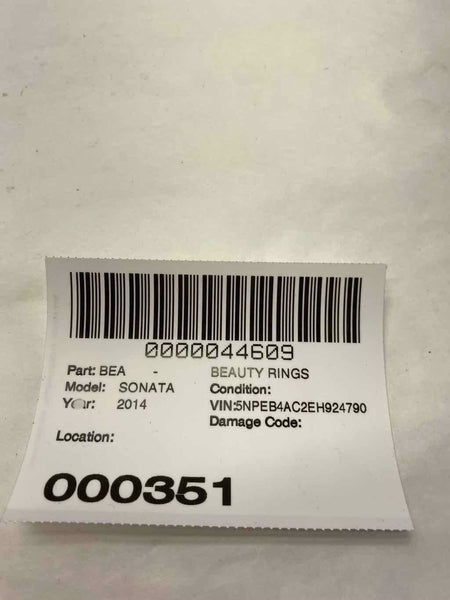 0000044609
Part: BEA - BEAUTY RINGS
Model: SONATA Condition:
Year: 2014 VIN:5NPEB4AC2EH924790
Damage Code:
Location:
000351